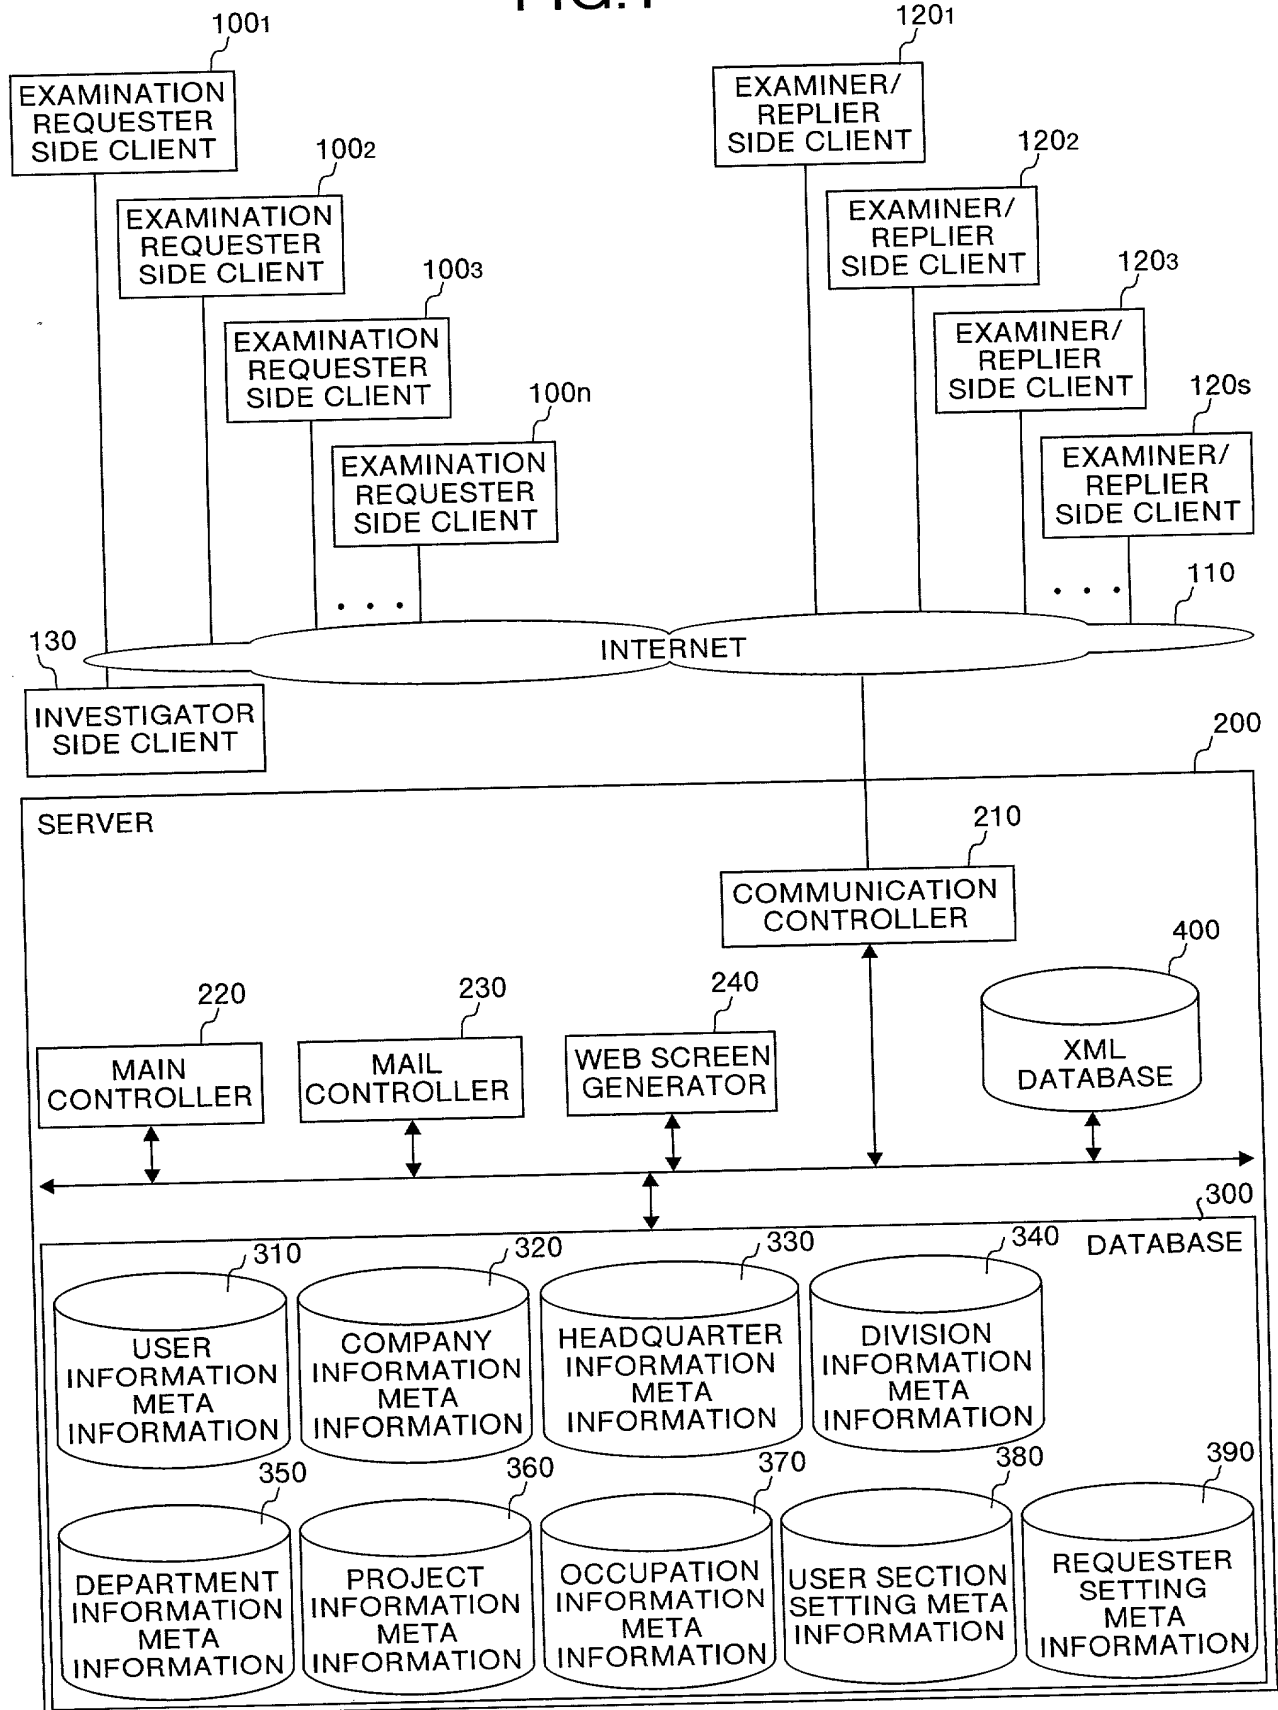 FIG.1
1001
EXAMINATION
REQUESTER
SIDE CLIENT
1002
EXAMINATION
REQUESTER
SIDE CLIENT
1003
EXAMINATION
REQUESTER
SIDE CLIENT
100n
EXAMINATION
REQUESTER
SIDE CLIENT
1201
EXAMINER/
REPLIER
SIDE CLIENT
1202
EXAMINER/
REPLIER
SIDE CLIENT
1203
EXAMINER/
REPLIER
SIDE CLIENT
120s
EXAMINER/
REPLIER
SIDE CLIENT
. . .
. . .
110
INTERNET
130
INVESTIGATOR
SIDE CLIENT
200
SERVER
210
COMMUNICATION
CONTROLLER
400
XML
DATABASE
220
MAIN
CONTROLLER
230
MAIL
CONTROLLER
240
WEB SCREEN
GENERATOR
300
DATABASE
310
USER
INFORMATION
META
INFORMATION
320
COMPANY
INFORMATION
META
INFORMATION
330
HEADQUARTER
INFORMATION
META
INFORMATION
340
DIVISION
INFORMATION
META
INFORMATION
350
DEPARTMENT
INFORMATION
META
INFORMATION
360
PROJECT
INFORMATION
META
INFORMATION
370
OCCUPATION
INFORMATION
META
INFORMATION
380
USER SECTION
SETTING META
INFORMATION
390
REQUESTER
SETTING
META
INFORMATION